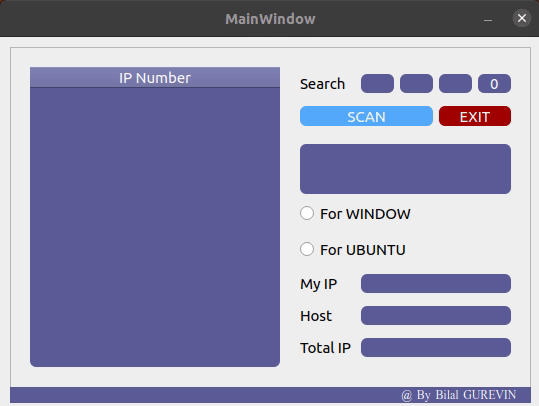 MainWindow
IP Number
Search 0
SCAN EXIT
For WINDOW
For UBUNTU
My IP
Host
Total IP
@ By Bilal GUREVIN